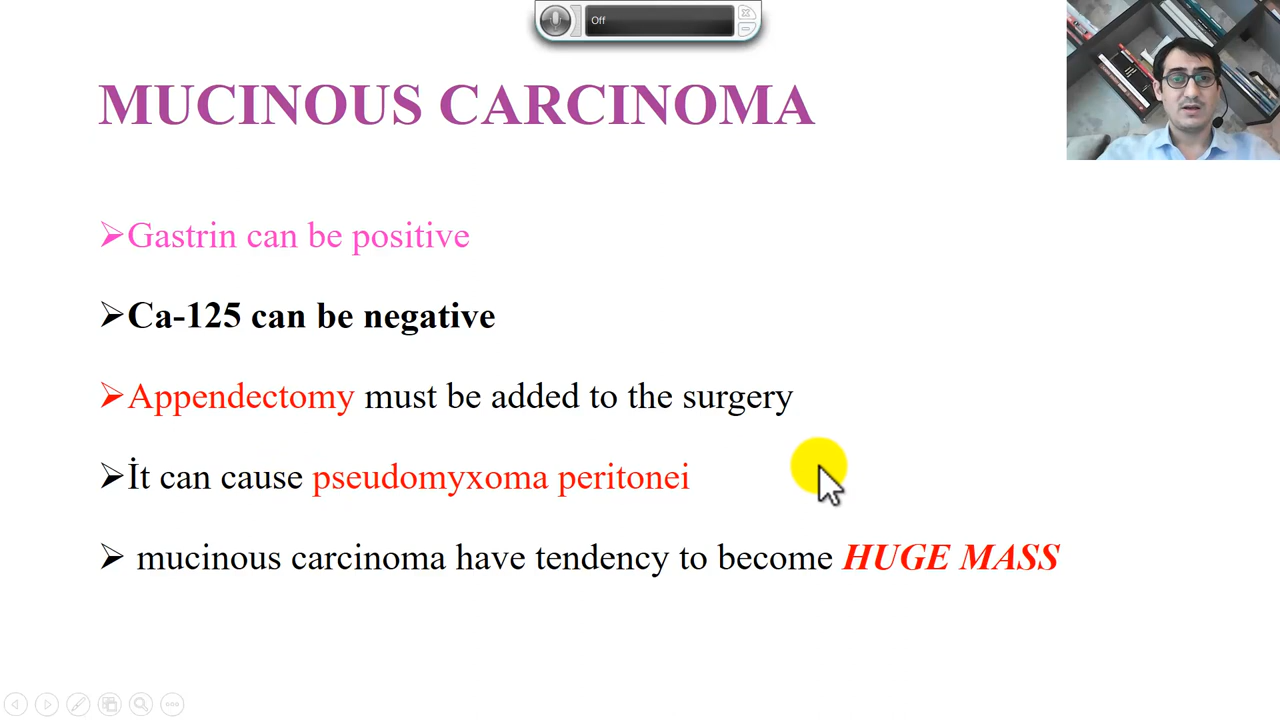 Off
MUCINOUS CARCINOMA
➢Gastrin can be positive
➢Ca-125 can be negative
➢Appendectomy must be added to the surgery
➢İt can cause pseudomyxoma peritonei
➢ mucinous carcinoma have tendency to become HUGE MASS